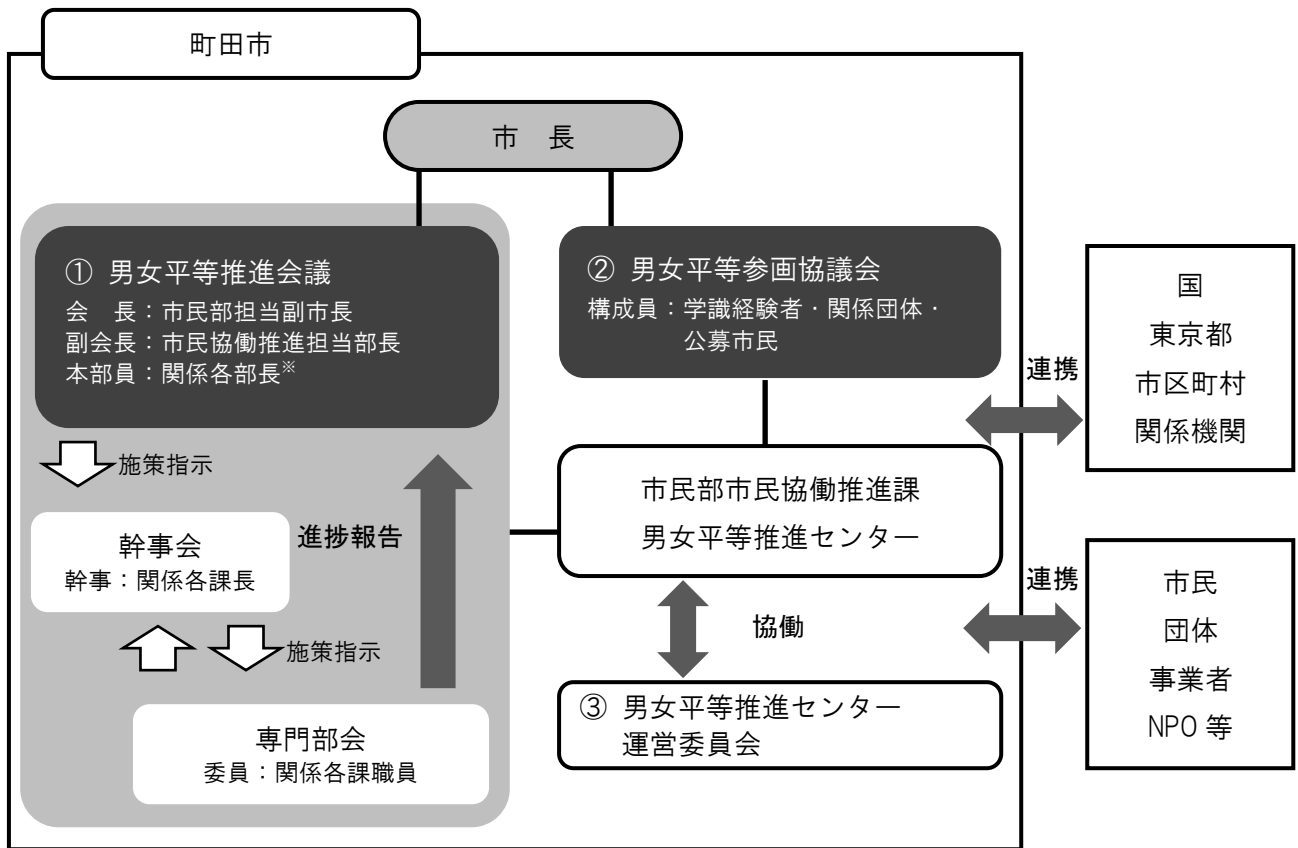 町田市
市　長
① 男女平等推進会議
会　長：市民部担当副市長
副会長：市民協働推進担当部長
本部員：関係各部長※
② 男女平等参画協議会
構成員：学識経験者・関係団体・
公募市民
施策指示
幹事会
幹事：関係各課長
進捗報告
施策指示
専門部会
委員：関係各課職員
市民部市民協働推進課
男女平等推進センター
協働
③ 男女平等推進センター
運営委員会
連携
国
東京都
市区町村
関係機関
連携
市民
団体
事業者
NPO 等